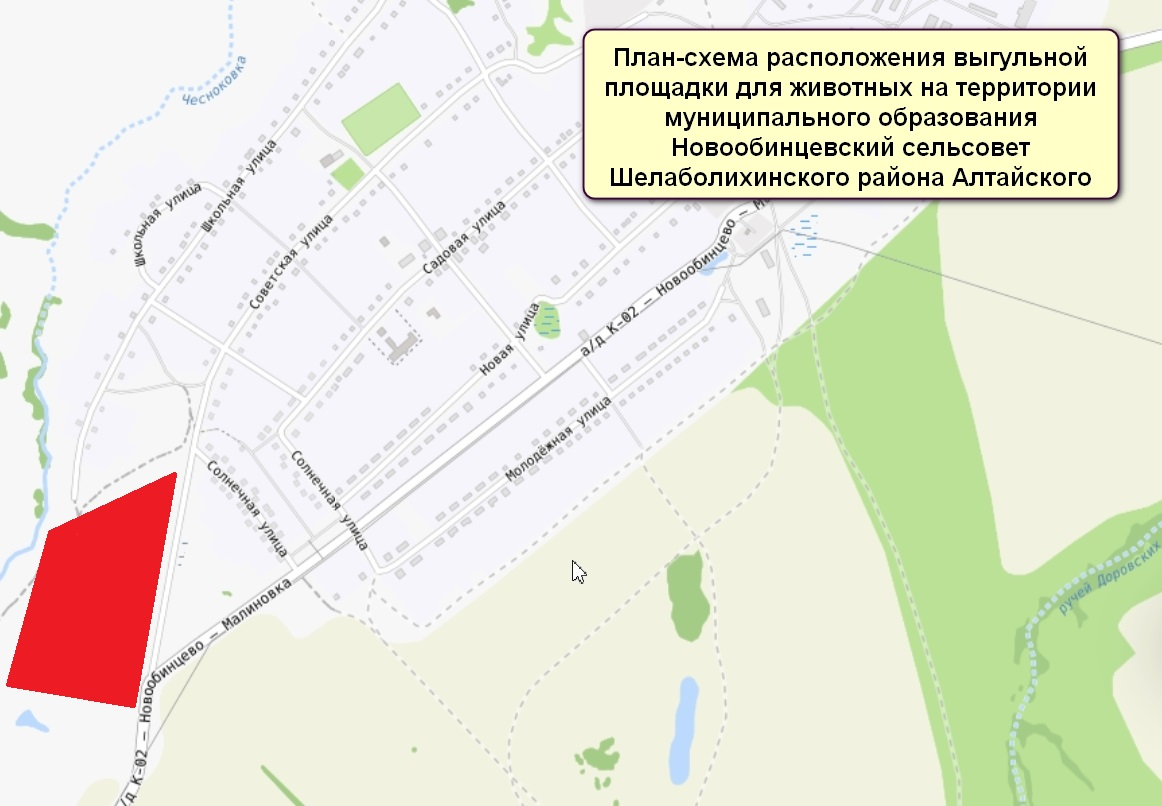 План-схема расположения выгульной
площадки для животных на территории
муниципального образования
Новообинцевский сельсовет
Шелаболихинского района Алтайского
Чесноковка
Школьная улица
Школьная улица
Советская улица
Садовая улица
Новая улица
а/д К-02 – Новообинцево – М
Молодёжная улица
Солнечная улица
Солнечная улица
ручей Доровских
/д К-02 – Новообинцево – Малиновка